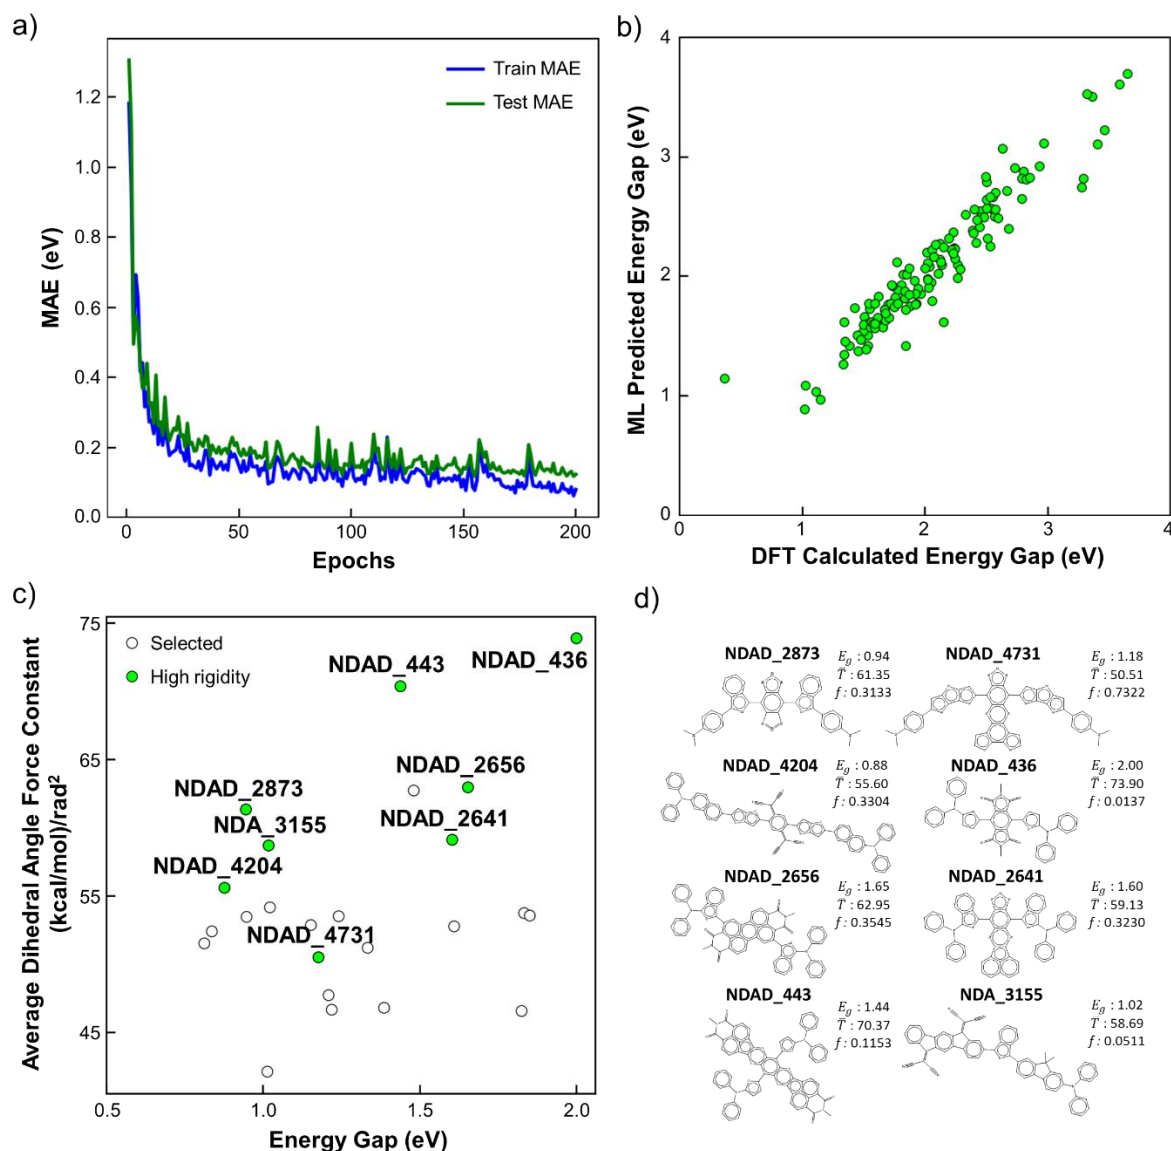 a)
1.2
1.0
0.8
0.6
0.4
0.2
0.0
MAE (eV)
Train MAE
Test MAE
0
50
100
150
200
Epochs
b)
4
3
2
1
0
ML Predicted Energy Gap (eV)
0
1
2
3
4
DFT Calculated Energy Gap (eV)
c)
75
65
55
45
Average Dihedral Angle Force Constant
(kcal/mol)/rad²
Selected
High rigidity
NDAD_443
NDAD_436
NDAD_2656
NDAD_2873
NDAD_2641
NDA_3155
NDAD_4204
NDAD_4731
0.5
1.0
1.5
2.0
Energy Gap (eV)
d)
NDAD_2873
E_g : 0.94
T̅ : 61.35
f : 0.3133
NDAD_4731
E_g : 1.18
T̅ : 50.51
f : 0.7322
NDAD_4204
E_g : 0.88
T̅ : 55.60
f : 0.3304
NDAD_436
E_g : 2.00
T̅ : 73.90
f : 0.0137
NDAD_2656
E_g : 1.65
T̅ : 62.95
f : 0.3545
NDAD_2641
E_g : 1.60
T̅ : 59.13
f : 0.3230
NDAD_443
E_g : 1.44
T̅ : 70.37
f : 0.1153
NDA_3155
E_g : 1.02
T̅ : 58.69
f : 0.0511